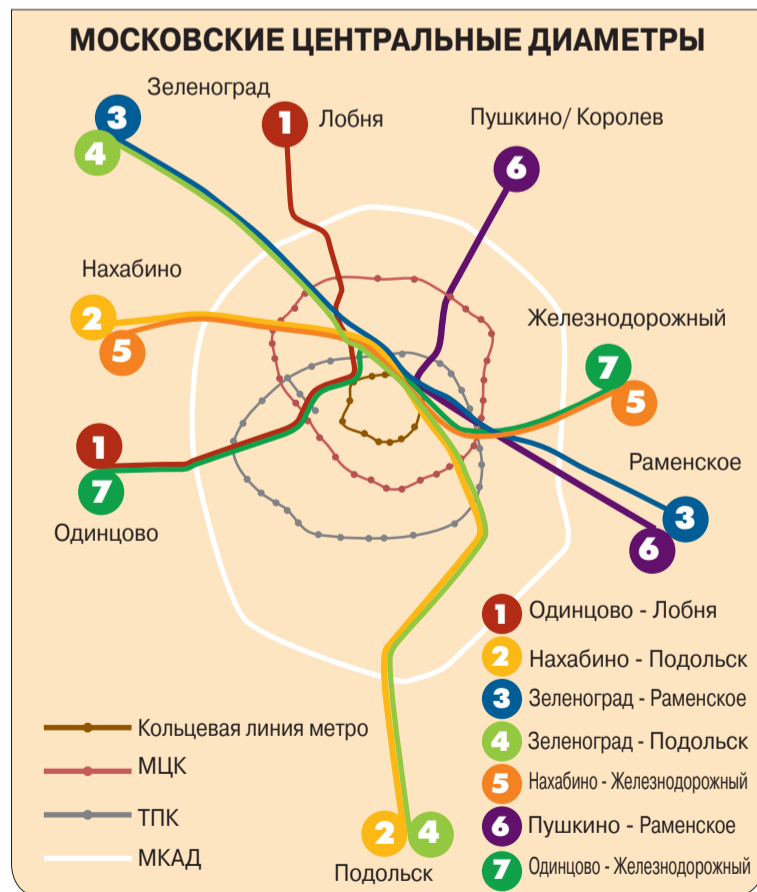 МОСКОВСКИЕ ЦЕНТРАЛЬНЫЕ ДИАМЕТРЫ
Зеленоград
3
4
1 Лобня
Пушкино/ Королев
6
Нахабино
2
5
Железнодорожный
7
5
1
7
Одинцово
Раменское
3
6
1 Одинцово - Лобня
2 Нахабино - Подольск
3 Зеленоград - Раменское
4 Зеленоград - Подольск
5 Нахабино - Железнодорожный
6 Пушкино - Раменское
7 Одинцово - Железнодорожный
Кольцевая линия метро
МЦК
ТПК
МКАД
2 4
Подольск